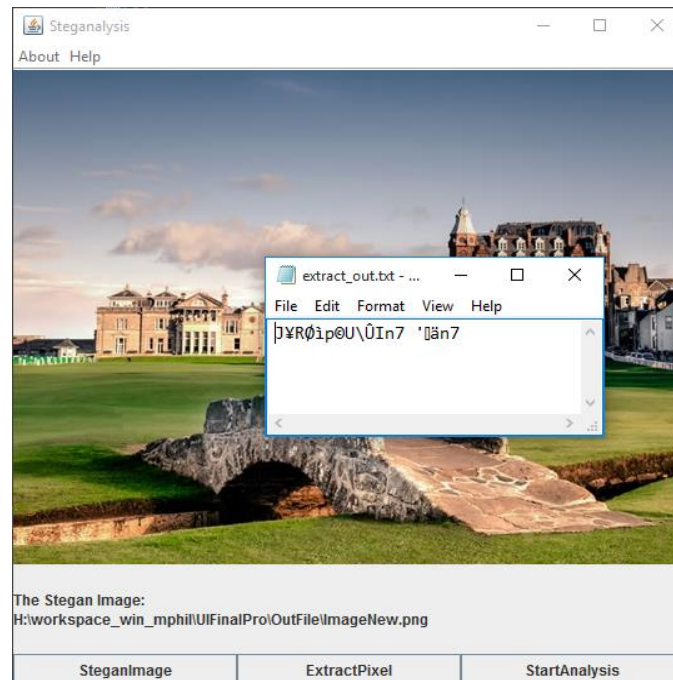 Steganalysis
About Help
extract_out.txt - ...
File Edit Format View Help
J¥RØìp©U\ÛIn7 '▯än7
The Stegan Image:
H:\workspace_win_mphil\UIFinalPro\OutFile\ImageNew.png
SteganImage ExtractPixel StartAnalysis